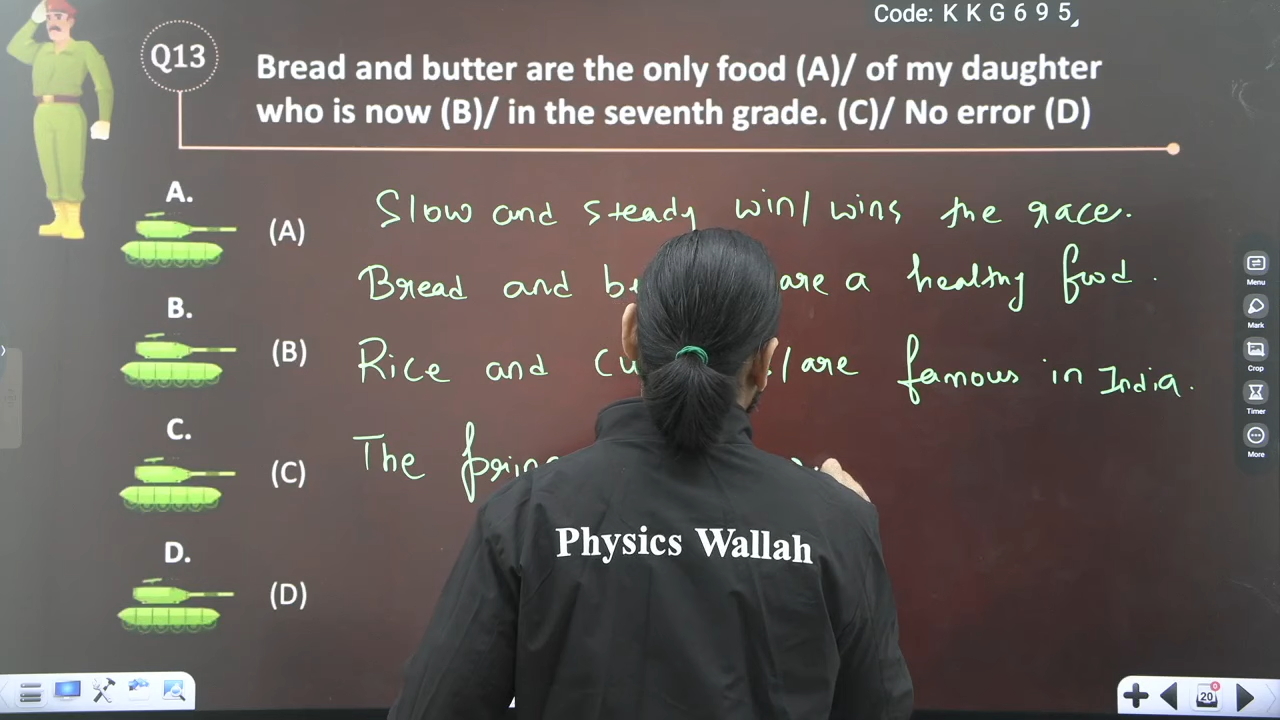 Code: K K G 6 9 5
Q13
Bread and butter are the only food (A)/ of my daughter
who is now (B)/ in the seventh grade. (C)/ No error (D)
A.
(A)
Slow and steady win/wins the race.
Bread and are a healthy food.
B.
(B)
Rice and /are famous in India.
C.
(C)
The
D.
(D)
Physics Wallah
Menu
Mark
Crop
Timer
More
20